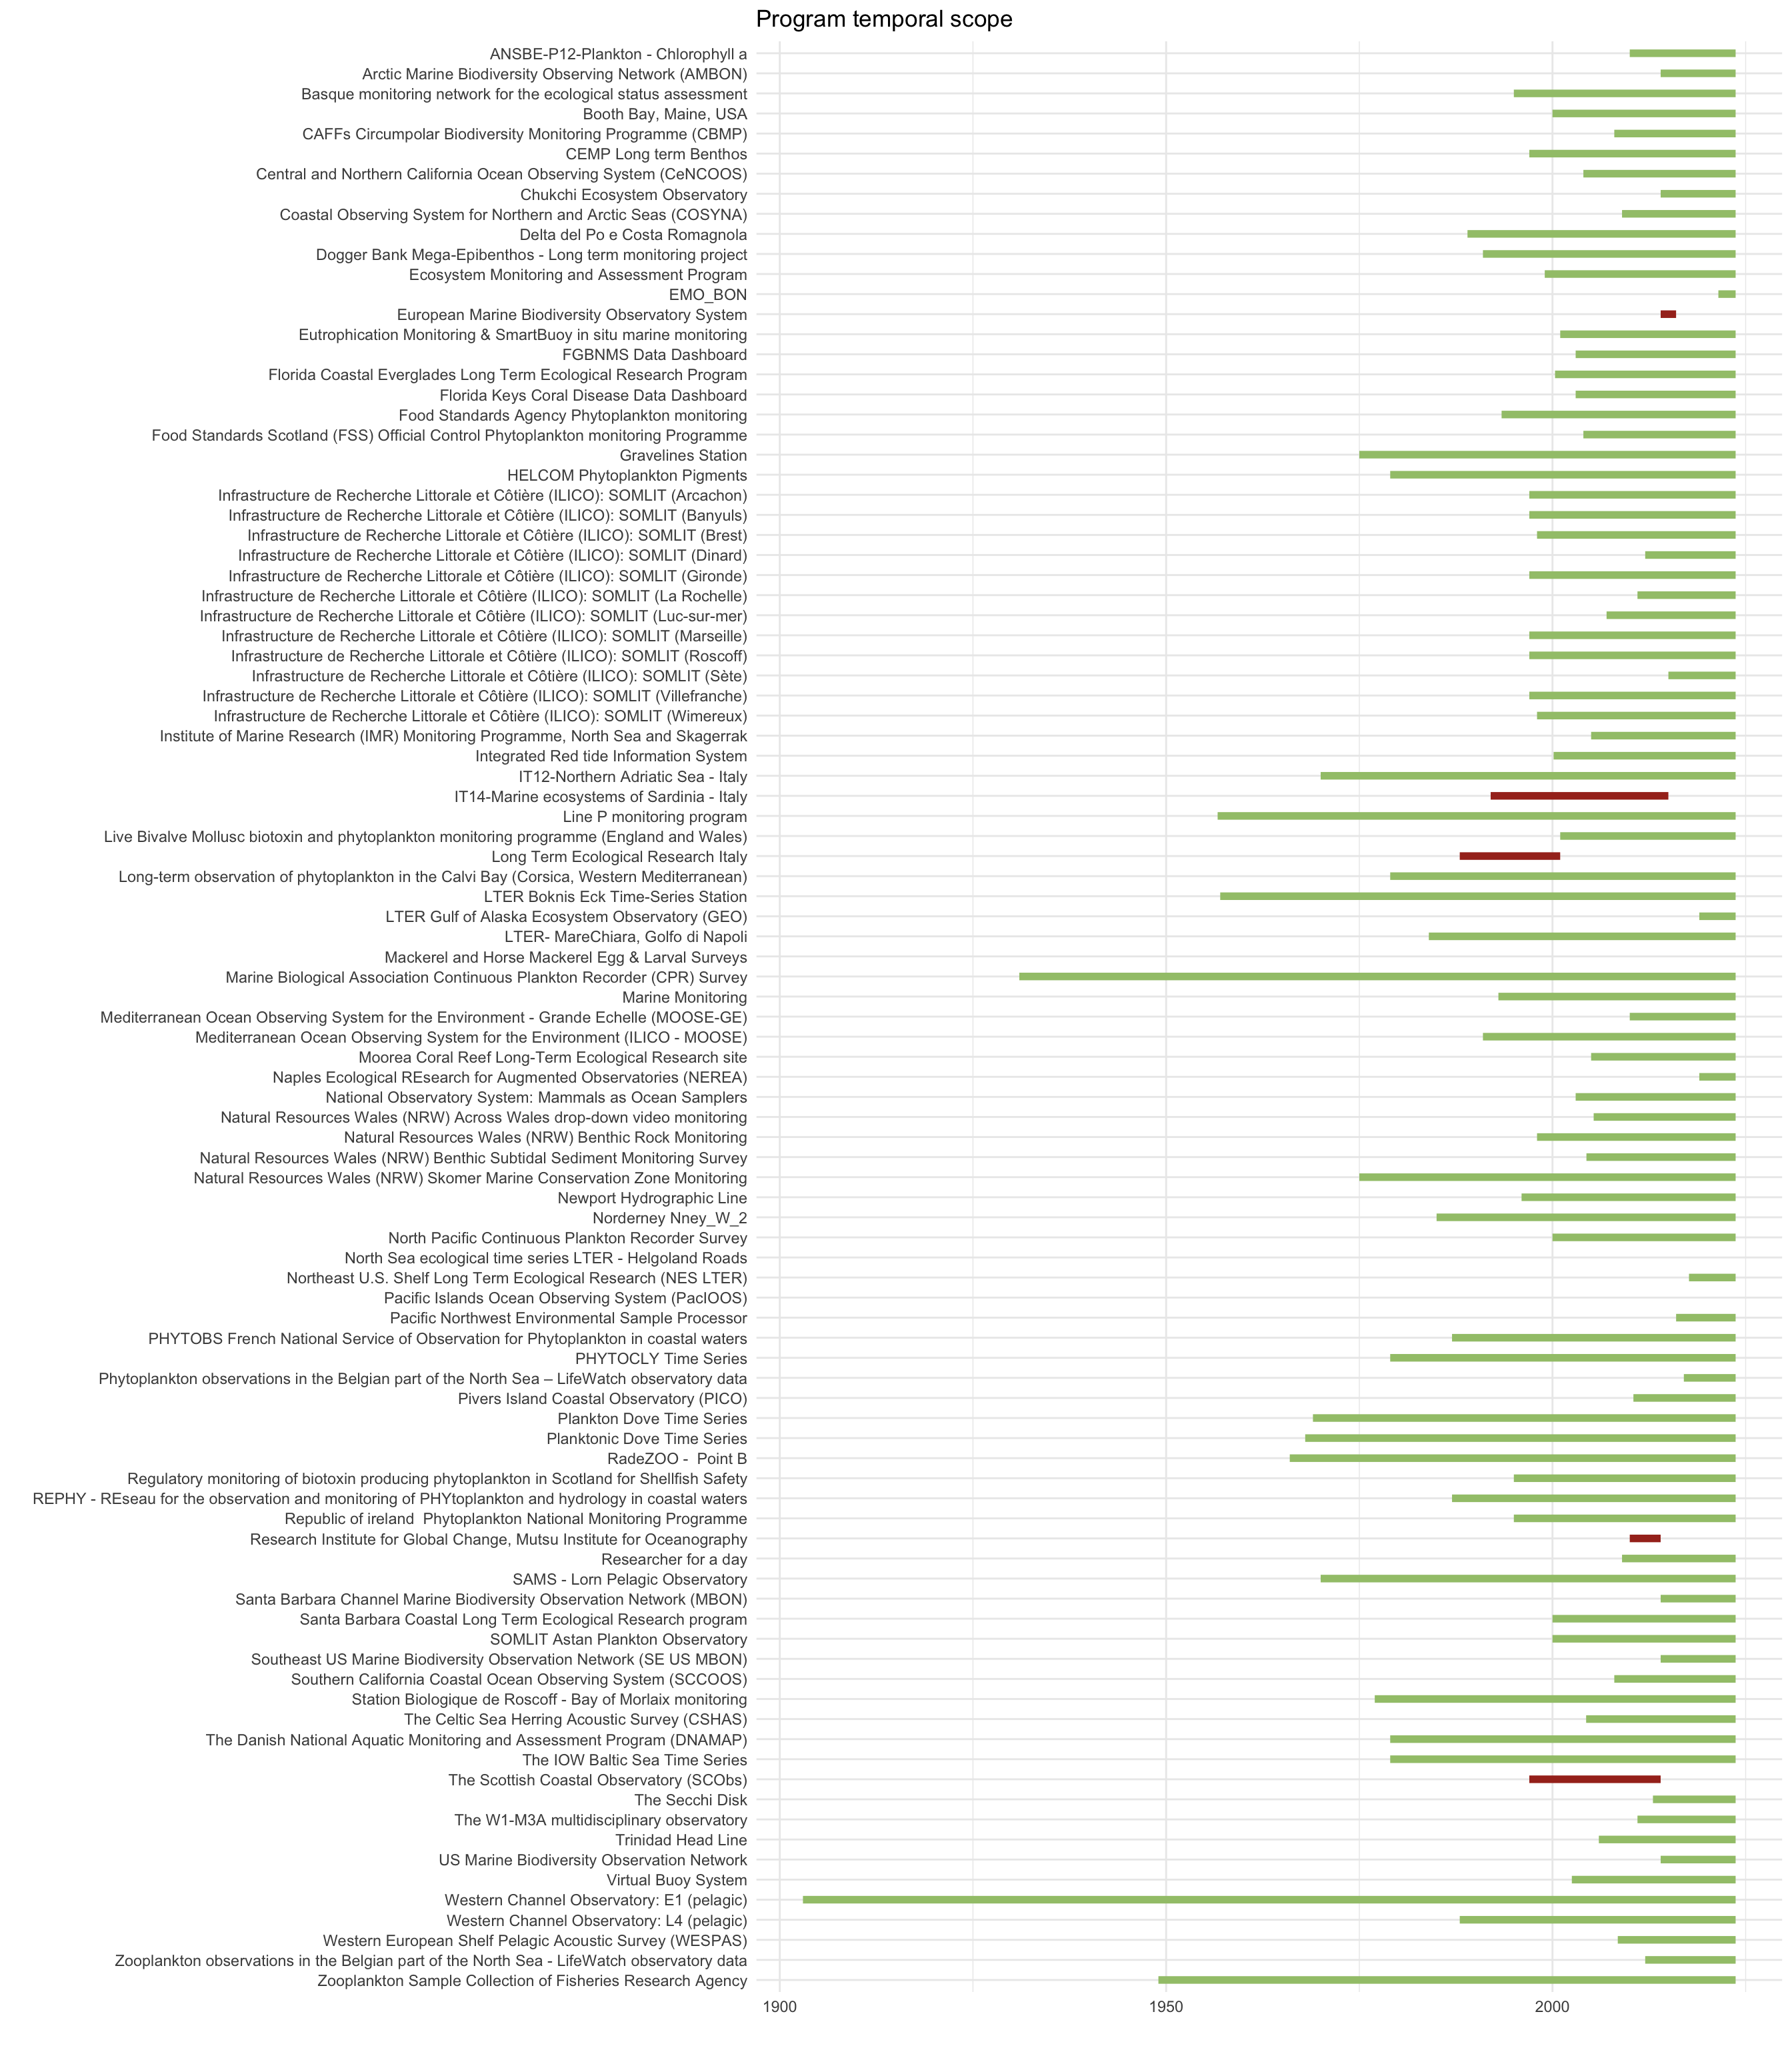 Program temporal scope
ANSBE-P12-Plankton - Chlorophyll a
Arctic Marine Biodiversity Observing Network (AMBON)
Basque monitoring network for the ecological status assessment
Booth Bay, Maine, USA
CAFFs Circumpolar Biodiversity Monitoring Programme (CBMP)
CEMP Long term Benthos
Central and Northern California Ocean Observing System (CeNCOOS)
Chukchi Ecosystem Observatory
Coastal Observing System for Northern and Arctic Seas (COSYNA)
Delta del Po e Costa Romagnola
Dogger Bank Mega-Epibenthos - Long term monitoring project
Ecosystem Monitoring and Assessment Program
EMO_BON
European Marine Biodiversity Observatory System
Eutrophication Monitoring & SmartBuoy in situ marine monitoring
FGBNMS Data Dashboard
Florida Coastal Everglades Long Term Ecological Research Program
Florida Keys Coral Disease Data Dashboard
Food Standards Agency Phytoplankton monitoring
Food Standards Scotland (FSS) Official Control Phytoplankton monitoring Programme
Gravelines Station
HELCOM Phytoplankton Pigments
Infrastructure de Recherche Littorale et Côtière (ILICO): SOMLIT (Arcachon)
Infrastructure de Recherche Littorale et Côtière (ILICO): SOMLIT (Banyuls)
Infrastructure de Recherche Littorale et Côtière (ILICO): SOMLIT (Brest)
Infrastructure de Recherche Littorale et Côtière (ILICO): SOMLIT (Dinard)
Infrastructure de Recherche Littorale et Côtière (ILICO): SOMLIT (Gironde)
Infrastructure de Recherche Littorale et Côtière (ILICO): SOMLIT (La Rochelle)
Infrastructure de Recherche Littorale et Côtière (ILICO): SOMLIT (Luc-sur-mer)
Infrastructure de Recherche Littorale et Côtière (ILICO): SOMLIT (Marseille)
Infrastructure de Recherche Littorale et Côtière (ILICO): SOMLIT (Roscoff)
Infrastructure de Recherche Littorale et Côtière (ILICO): SOMLIT (Sète)
Infrastructure de Recherche Littorale et Côtière (ILICO): SOMLIT (Villefranche)
Infrastructure de Recherche Littorale et Côtière (ILICO): SOMLIT (Wimereux)
Institute of Marine Research (IMR) Monitoring Programme, North Sea and Skagerrak
Integrated Red tide Information System
IT12-Northern Adriatic Sea - Italy
IT14-Marine ecosystems of Sardinia - Italy
Line P monitoring program
Live Bivalve Mollusc biotoxin and phytoplankton monitoring programme (England and Wales)
Long Term Ecological Research Italy
Long-term observation of phytoplankton in the Calvi Bay (Corsica, Western Mediterranean)
LTER Boknis Eck Time-Series Station
LTER Gulf of Alaska Ecosystem Observatory (GEO)
LTER- MareChiara, Golfo di Napoli
Mackerel and Horse Mackerel Egg & Larval Surveys
Marine Biological Association Continuous Plankton Recorder (CPR) Survey
Marine Monitoring
Mediterranean Ocean Observing System for the Environment - Grande Echelle (MOOSE-GE)
Mediterranean Ocean Observing System for the Environment (ILICO - MOOSE)
Moorea Coral Reef Long-Term Ecological Research site
Naples Ecological REsearch for Augmented Observatories (NEREA)
National Observatory System: Mammals as Ocean Samplers
Natural Resources Wales (NRW) Across Wales drop-down video monitoring
Natural Resources Wales (NRW) Benthic Rock Monitoring
Natural Resources Wales (NRW) Benthic Subtidal Sediment Monitoring Survey
Natural Resources Wales (NRW) Skomer Marine Conservation Zone Monitoring
Newport Hydrographic Line
Norderney Nney_W_2
North Pacific Continuous Plankton Recorder Survey
North Sea ecological time series LTER - Helgoland Roads
Northeast U.S. Shelf Long Term Ecological Research (NES LTER)
Pacific Islands Ocean Observing System (PacIOOS)
Pacific Northwest Environmental Sample Processor
PHYTOBS French National Service of Observation for Phytoplankton in coastal waters
PHYTOCLY Time Series
Phytoplankton observations in the Belgian part of the North Sea – LifeWatch observatory data
Pivers Island Coastal Observatory (PICO)
Plankton Dove Time Series
Planktonic Dove Time Series
RadeZOO -  Point B
Regulatory monitoring of biotoxin producing phytoplankton in Scotland for Shellfish Safety
REPHY - REseau for the observation and monitoring of PHYtoplankton and hydrology in coastal waters
Republic of ireland  Phytoplankton National Monitoring Programme
Research Institute for Global Change, Mutsu Institute for Oceanography
Researcher for a day
SAMS - Lorn Pelagic Observatory
Santa Barbara Channel Marine Biodiversity Observation Network (MBON)
Santa Barbara Coastal Long Term Ecological Research program
SOMLIT Astan Plankton Observatory
Southeast US Marine Biodiversity Observation Network (SE US MBON)
Southern California Coastal Ocean Observing System (SCCOOS)
Station Biologique de Roscoff - Bay of Morlaix monitoring
The Celtic Sea Herring Acoustic Survey (CSHAS)
The Danish National Aquatic Monitoring and Assessment Program (DNAMAP)
The IOW Baltic Sea Time Series
The Scottish Coastal Observatory (SCObs)
The Secchi Disk
The W1-M3A multidisciplinary observatory
Trinidad Head Line
US Marine Biodiversity Observation Network
Virtual Buoy System
Western Channel Observatory: E1 (pelagic)
Western Channel Observatory: L4 (pelagic)
Western European Shelf Pelagic Acoustic Survey (WESPAS)
Zooplankton observations in the Belgian part of the North Sea - LifeWatch observatory data
Zooplankton Sample Collection of Fisheries Research Agency
1900 1950 2000